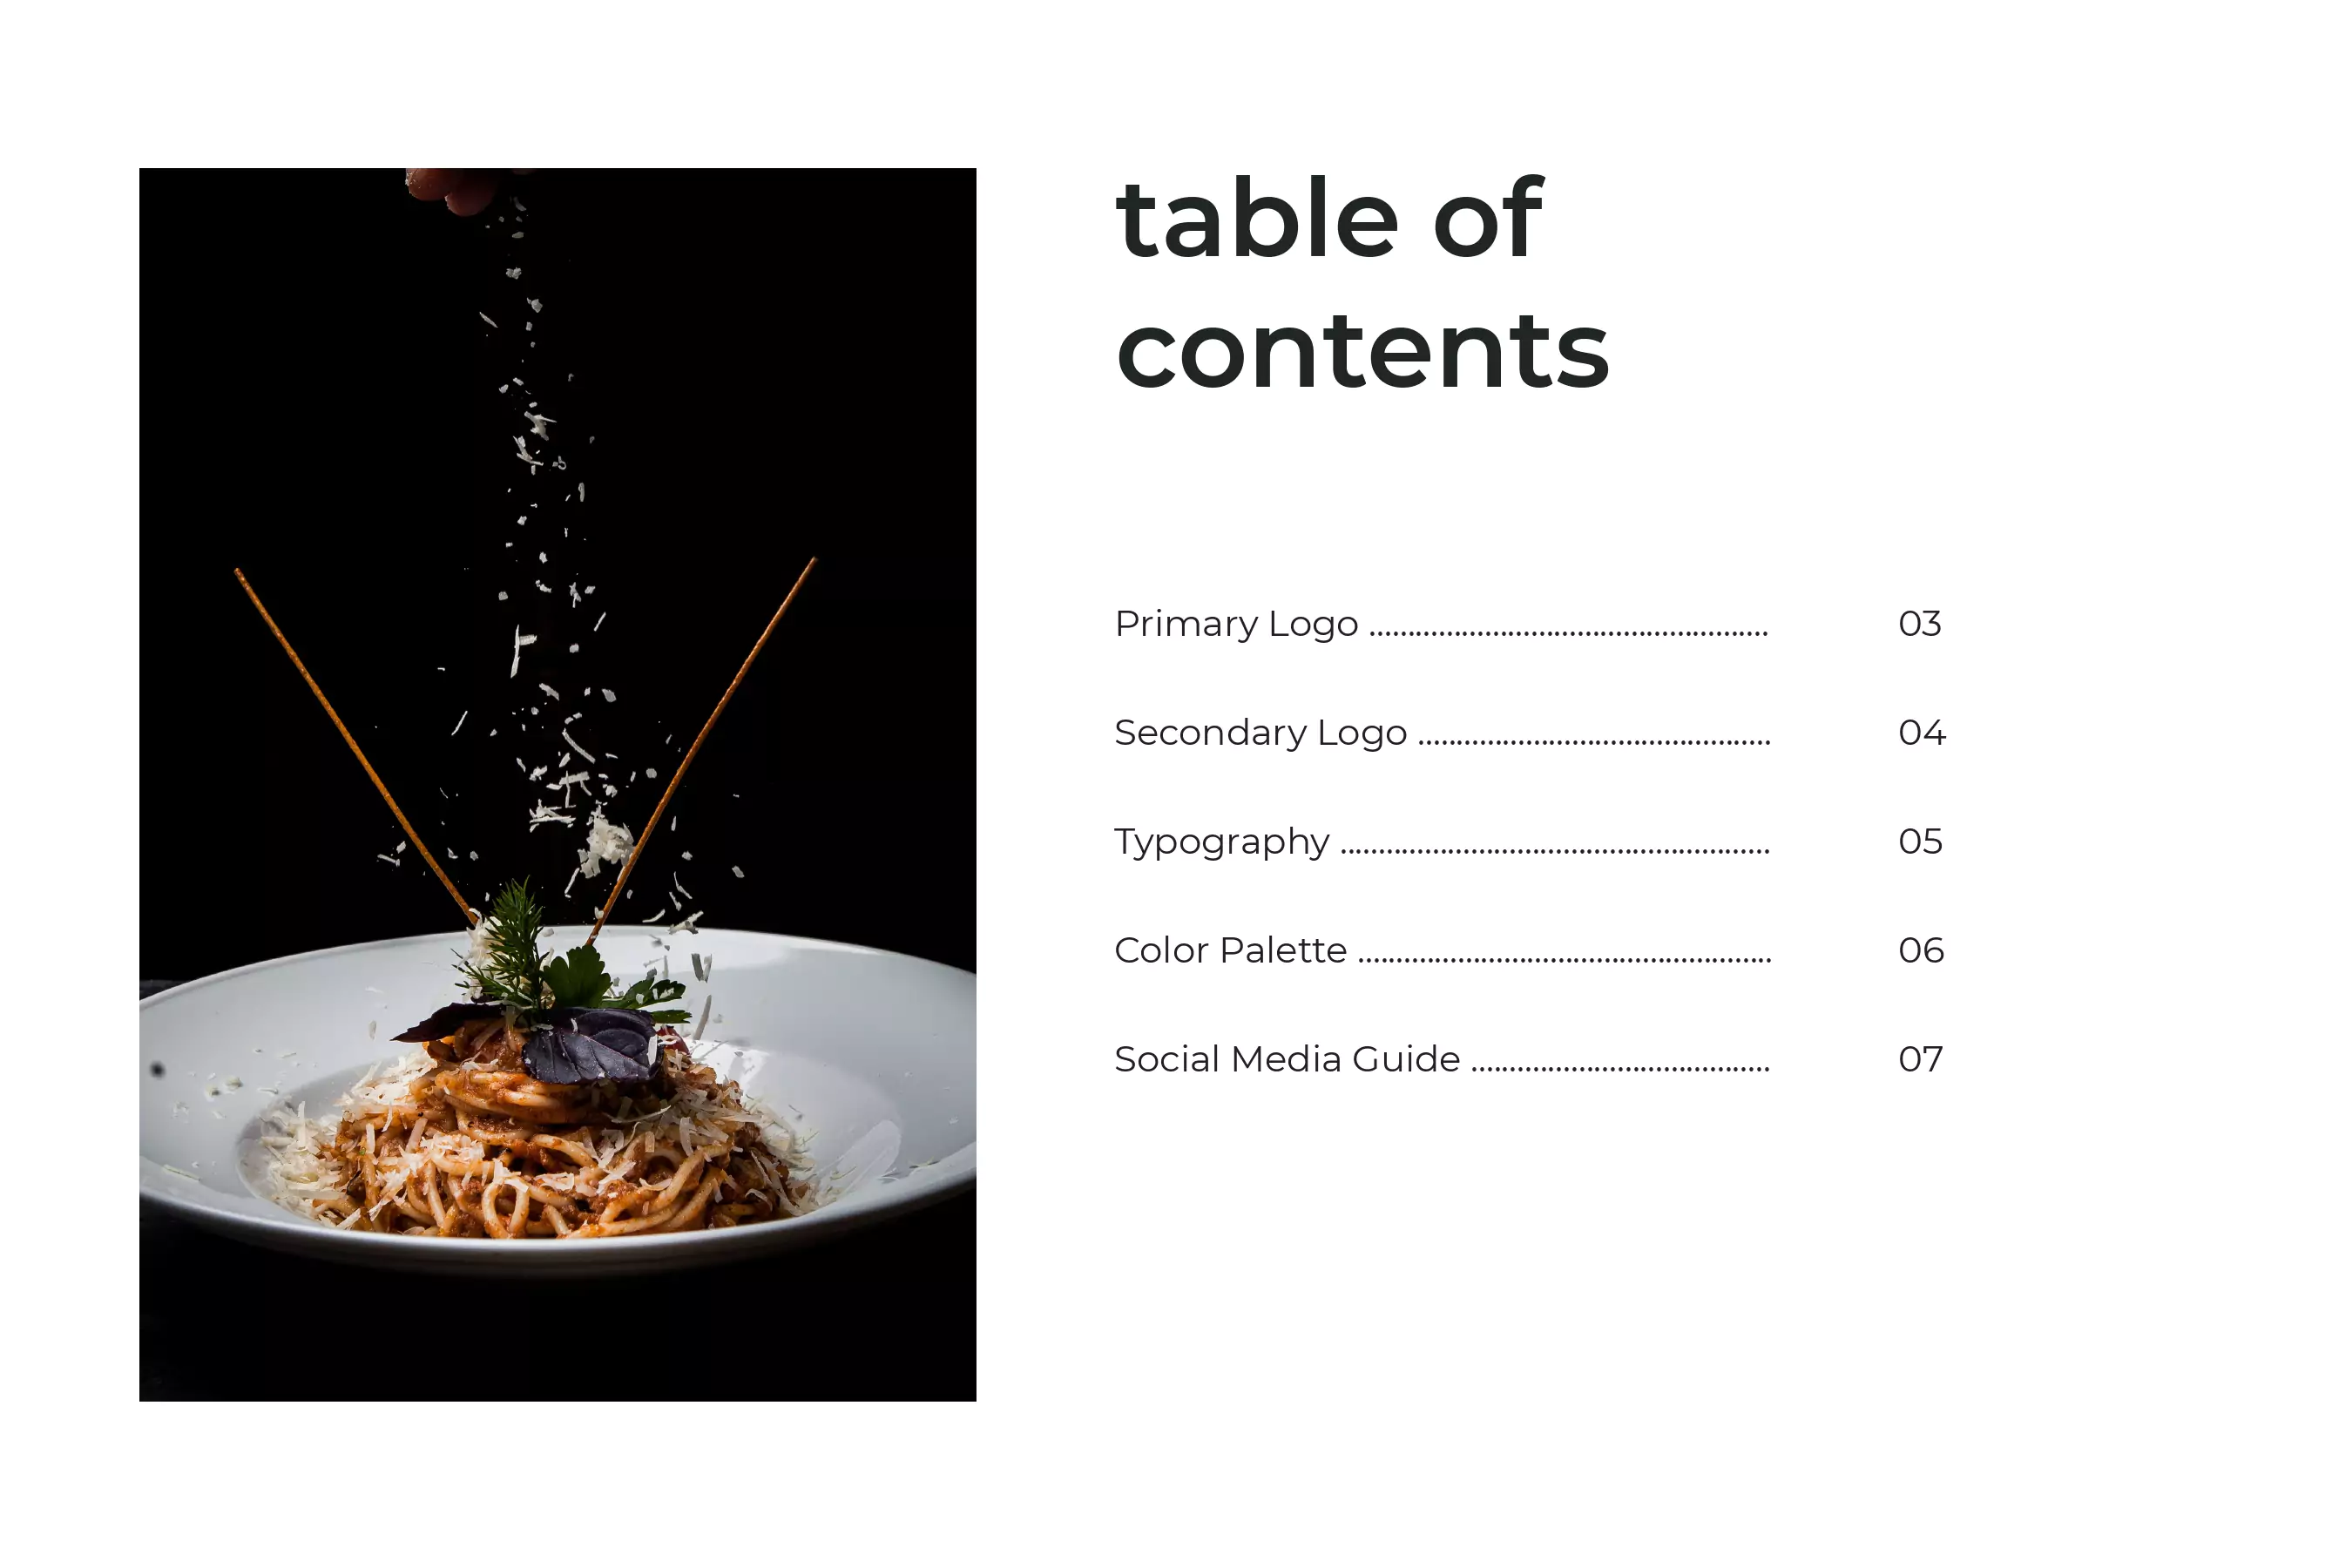 table of
contents
Primary Logo ............................................... 03
Secondary Logo ......................................... 04
Typography .................................................. 05
Color Palette ................................................ 06
Social Media Guide ................................... 07